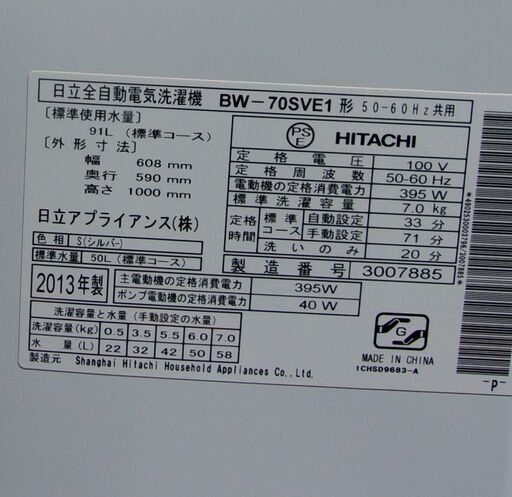 日立全自動電気洗濯機 BW-70SVE1 形 50-60Hz共用
〔標準使用水量〕
91L (標準コース)
〔外形寸法〕
幅 608 mm
奥行 590 mm
高さ 1000 mm
日立アプライアンス(株)
色相 S(シルバー)
標準水量 50L (標準コース)
PSE HITACHI
定格電圧 100 V
定格周波数 50-60 Hz
電動機の定格消費電力 395 W
標準洗濯容量 7.0 kg
定格時間 標準コース 自動設定 33 分
手動設定 71 分
洗いのみ 20 分
製造番号 3007885
2013年製
主電動機の定格消費電力 395W
ポンプ電動機の定格消費電力 40 W
洗濯容量と水量 (手動設定の水量)
洗濯容量(kg) 0.5 3.5 5.5 6.0 7.0
水量(L) 22 32 42 50 58
製造元 Shanghai Hitachi Household Appliances Co.,Ltd.
G
MADE IN CHINA
1CHSD9683-A
-P-